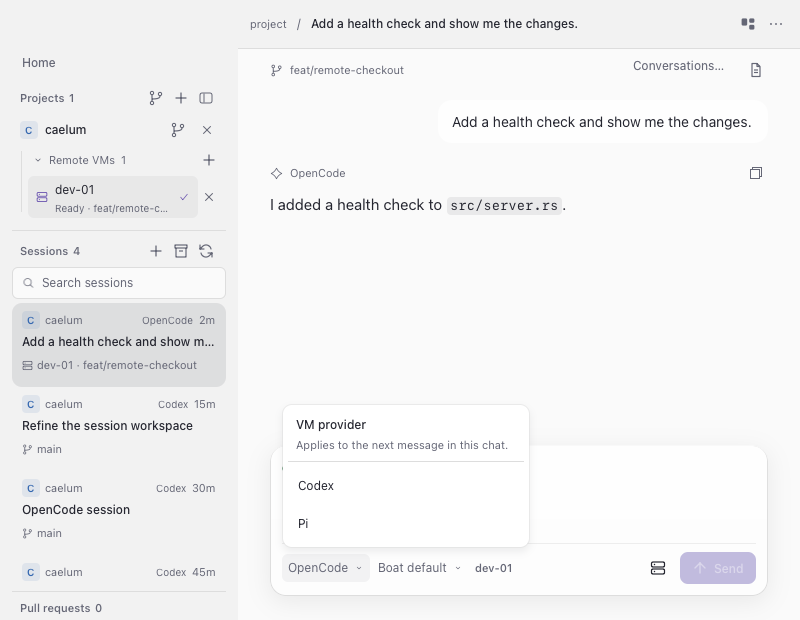 project / Add a health check and show me the changes.
Home
Projects 1
C caelum
Remote VMs 1
dev-01
Ready · feat/remote-c...
Sessions 4
Search sessions
C caelum OpenCode 2m
Add a health check and show m...
dev-01 · feat/remote-checkout
C caelum Codex 15m
Refine the session workspace
main
C caelum Codex 30m
OpenCode session
main
C caelum Codex 45m
Pull requests 0
feat/remote-checkout
Conversations...
Add a health check and show me the changes.
OpenCode
I added a health check to src/server.rs.
VM provider
Applies to the next message in this chat.
Codex
Pi
OpenCode Boat default dev-01 Send